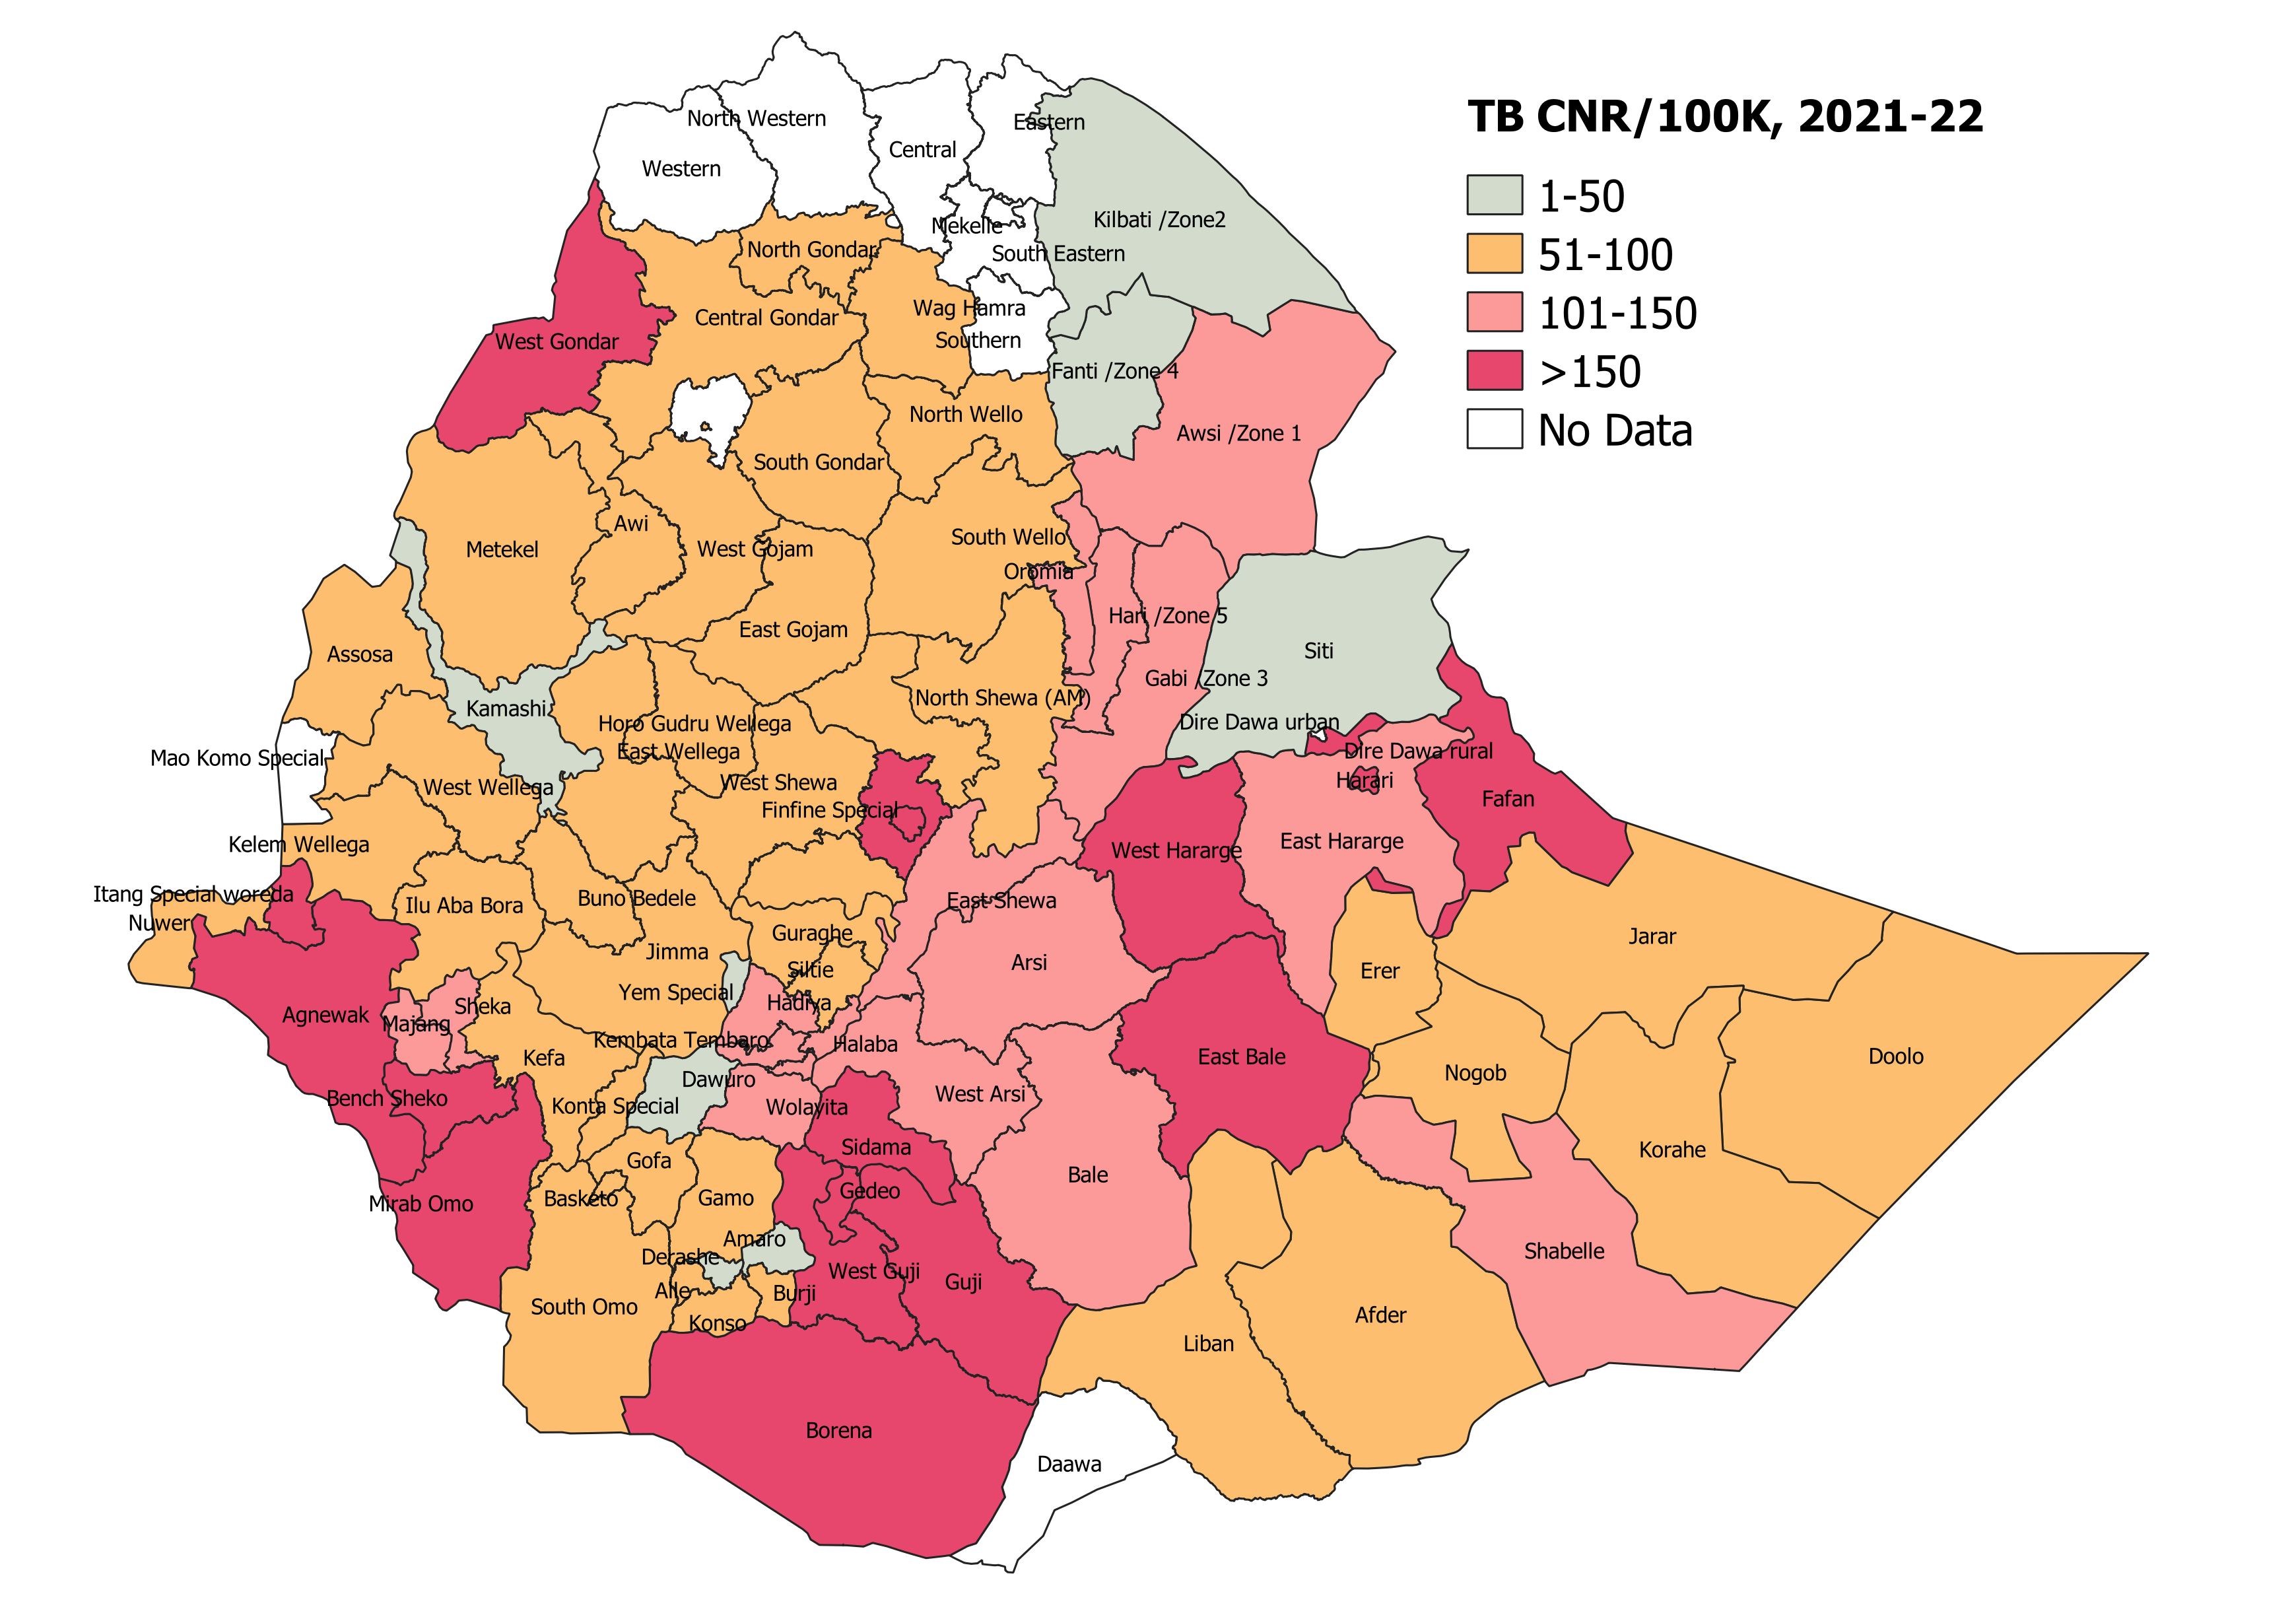 TB CNR/100K, 2021-22
1-50
51-100
101-150
>150
No Data
North Western
Eastern
Central
Western
Kilbati /Zone2
Mekelle
North Gondar
South Eastern
Wag Hamra
Central Gondar
West Gondar
Southern
Fanti /Zone 4
North Wello
Awsi /Zone 1
South Gondar
Awi
South Wello
Metekel
West Gojam
Oromia
Hari /Zone 5
East Gojam
Siti
Assosa
Gabi /Zone 3
North Shewa (AM)
Kamashi
Horo Gudru Wellega
Dire Dawa urban
East Wellega
Dire Dawa rural
Mao Komo Special
West Shewa
Harari
West Wellega
Fafan
Finfine Special
East Hararge
Kelem Wellega
West Hararge
Itang Special woreda
Buno Bedele
East Shewa
Ilu Aba Bora
Nuwer
Guraghe
Jarar
Jimma
Arsi
Siltie
Erer
Yem Special
Hadiya
Sheka
Agnewak
Majang
Kembata Tembaro
Halaba
Kefa
East Bale
Doolo
Nogob
Dawuro
West Arsi
Bench Sheko
Konta Special
Wolayita
Sidama
Korahe
Gofa
Bale
Gedeo
Basketo
Gamo
Mirab Omo
Amaro
Shabelle
Derashe
West Guji
Guji
Alle
Burji
South Omo
Afder
Konso
Liban
Borena
Daawa